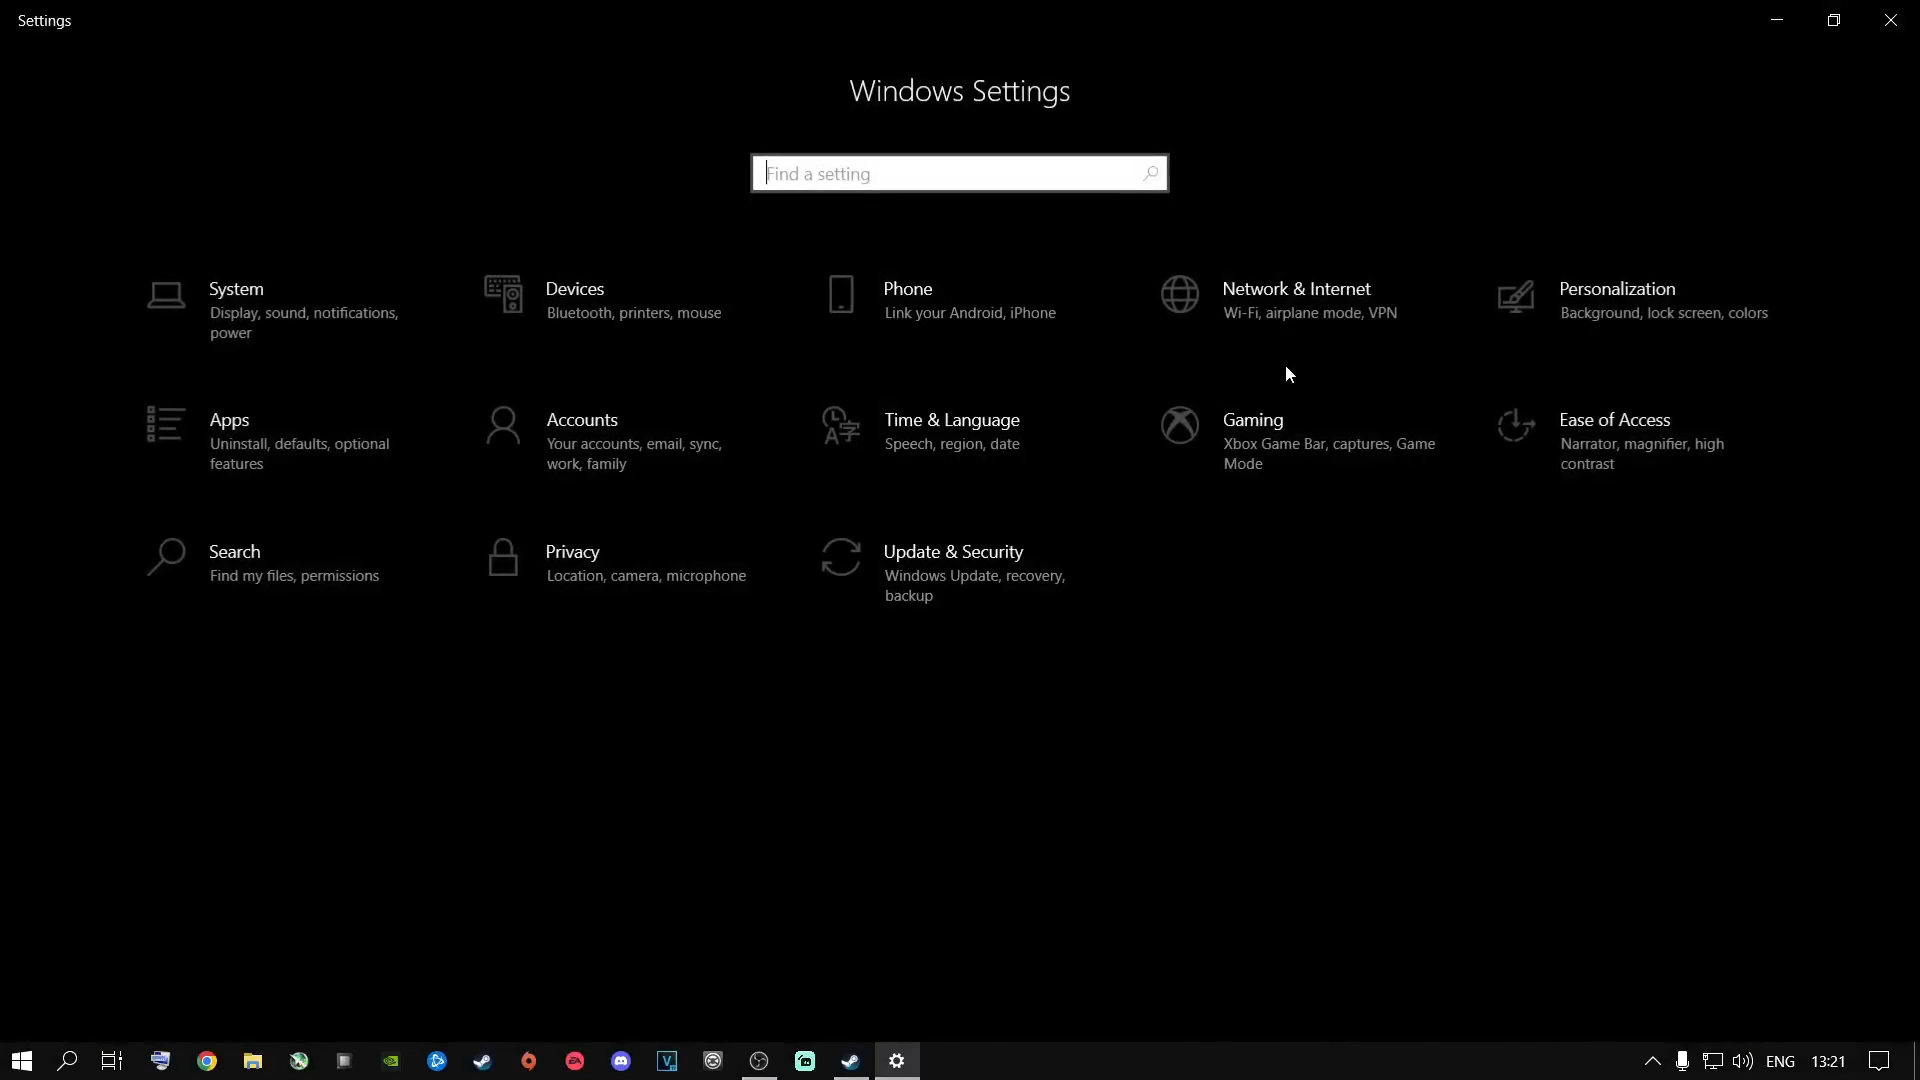 Settings
Windows Settings
Find a setting
System
Display, sound, notifications,
power
Devices
Bluetooth, printers, mouse
Phone
Link your Android, iPhone
Network & Internet
Wi-Fi, airplane mode, VPN
Personalization
Background, lock screen, colors
Apps
Uninstall, defaults, optional
features
Accounts
Your accounts, email, sync,
work, family
Time & Language
Speech, region, date
Gaming
Xbox Game Bar, captures, Game
Mode
Ease of Access
Narrator, magnifier, high
contrast
Search
Find my files, permissions
Privacy
Location, camera, microphone
Update & Security
Windows Update, recovery,
backup
ENG
13:21